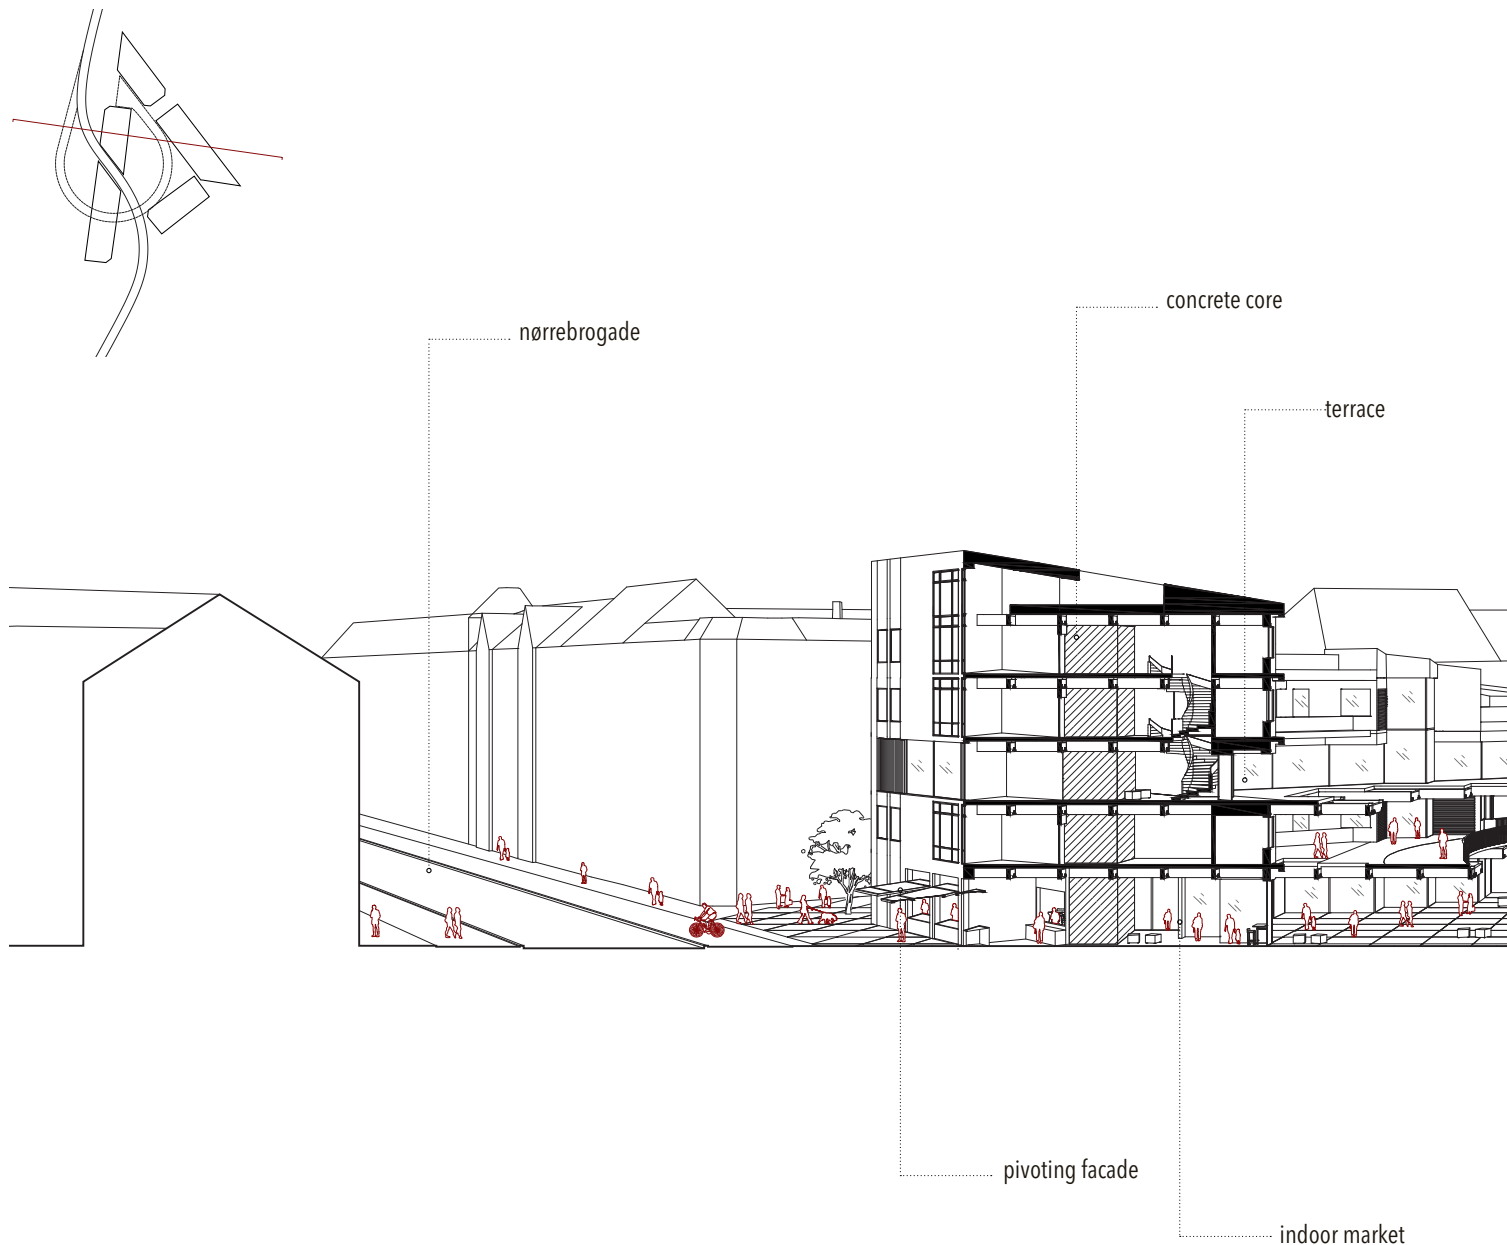 concrete core
nørrebrogade
terrace
pivoting facade
indoor market